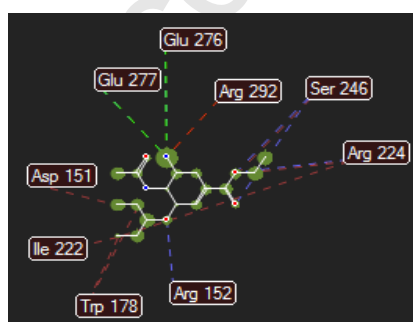 Glu 276
Glu 277
Arg 292
Ser 246
Arg 224
Asp 151
Ile 222
Arg 152
Trp 178